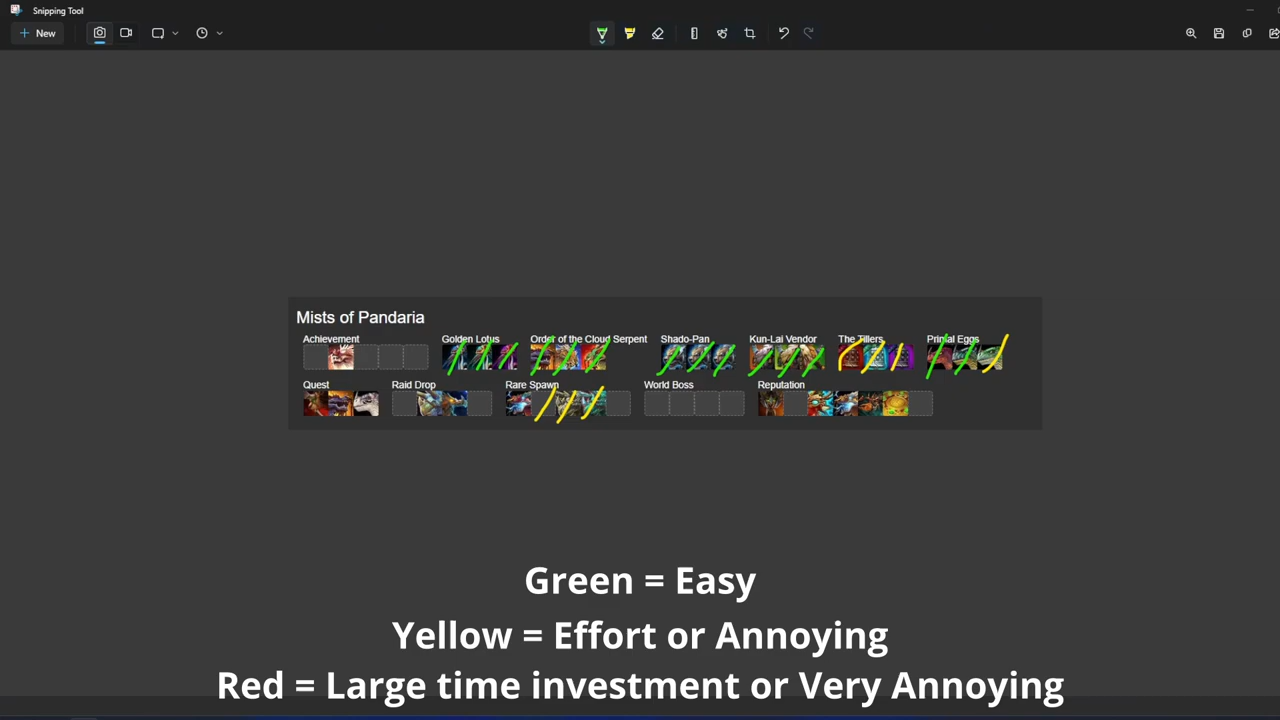 Snipping Tool
New
Mists of Pandaria
Achievement Golden Lotus Order of the Cloud Serpent Shado-Pan Kun-Lai Vendor The Tillers Primal Eggs
Quest Raid Drop Rare Spawn World Boss Reputation
Green = Easy
Yellow = Effort or Annoying
Red = Large time investment or Very Annoying